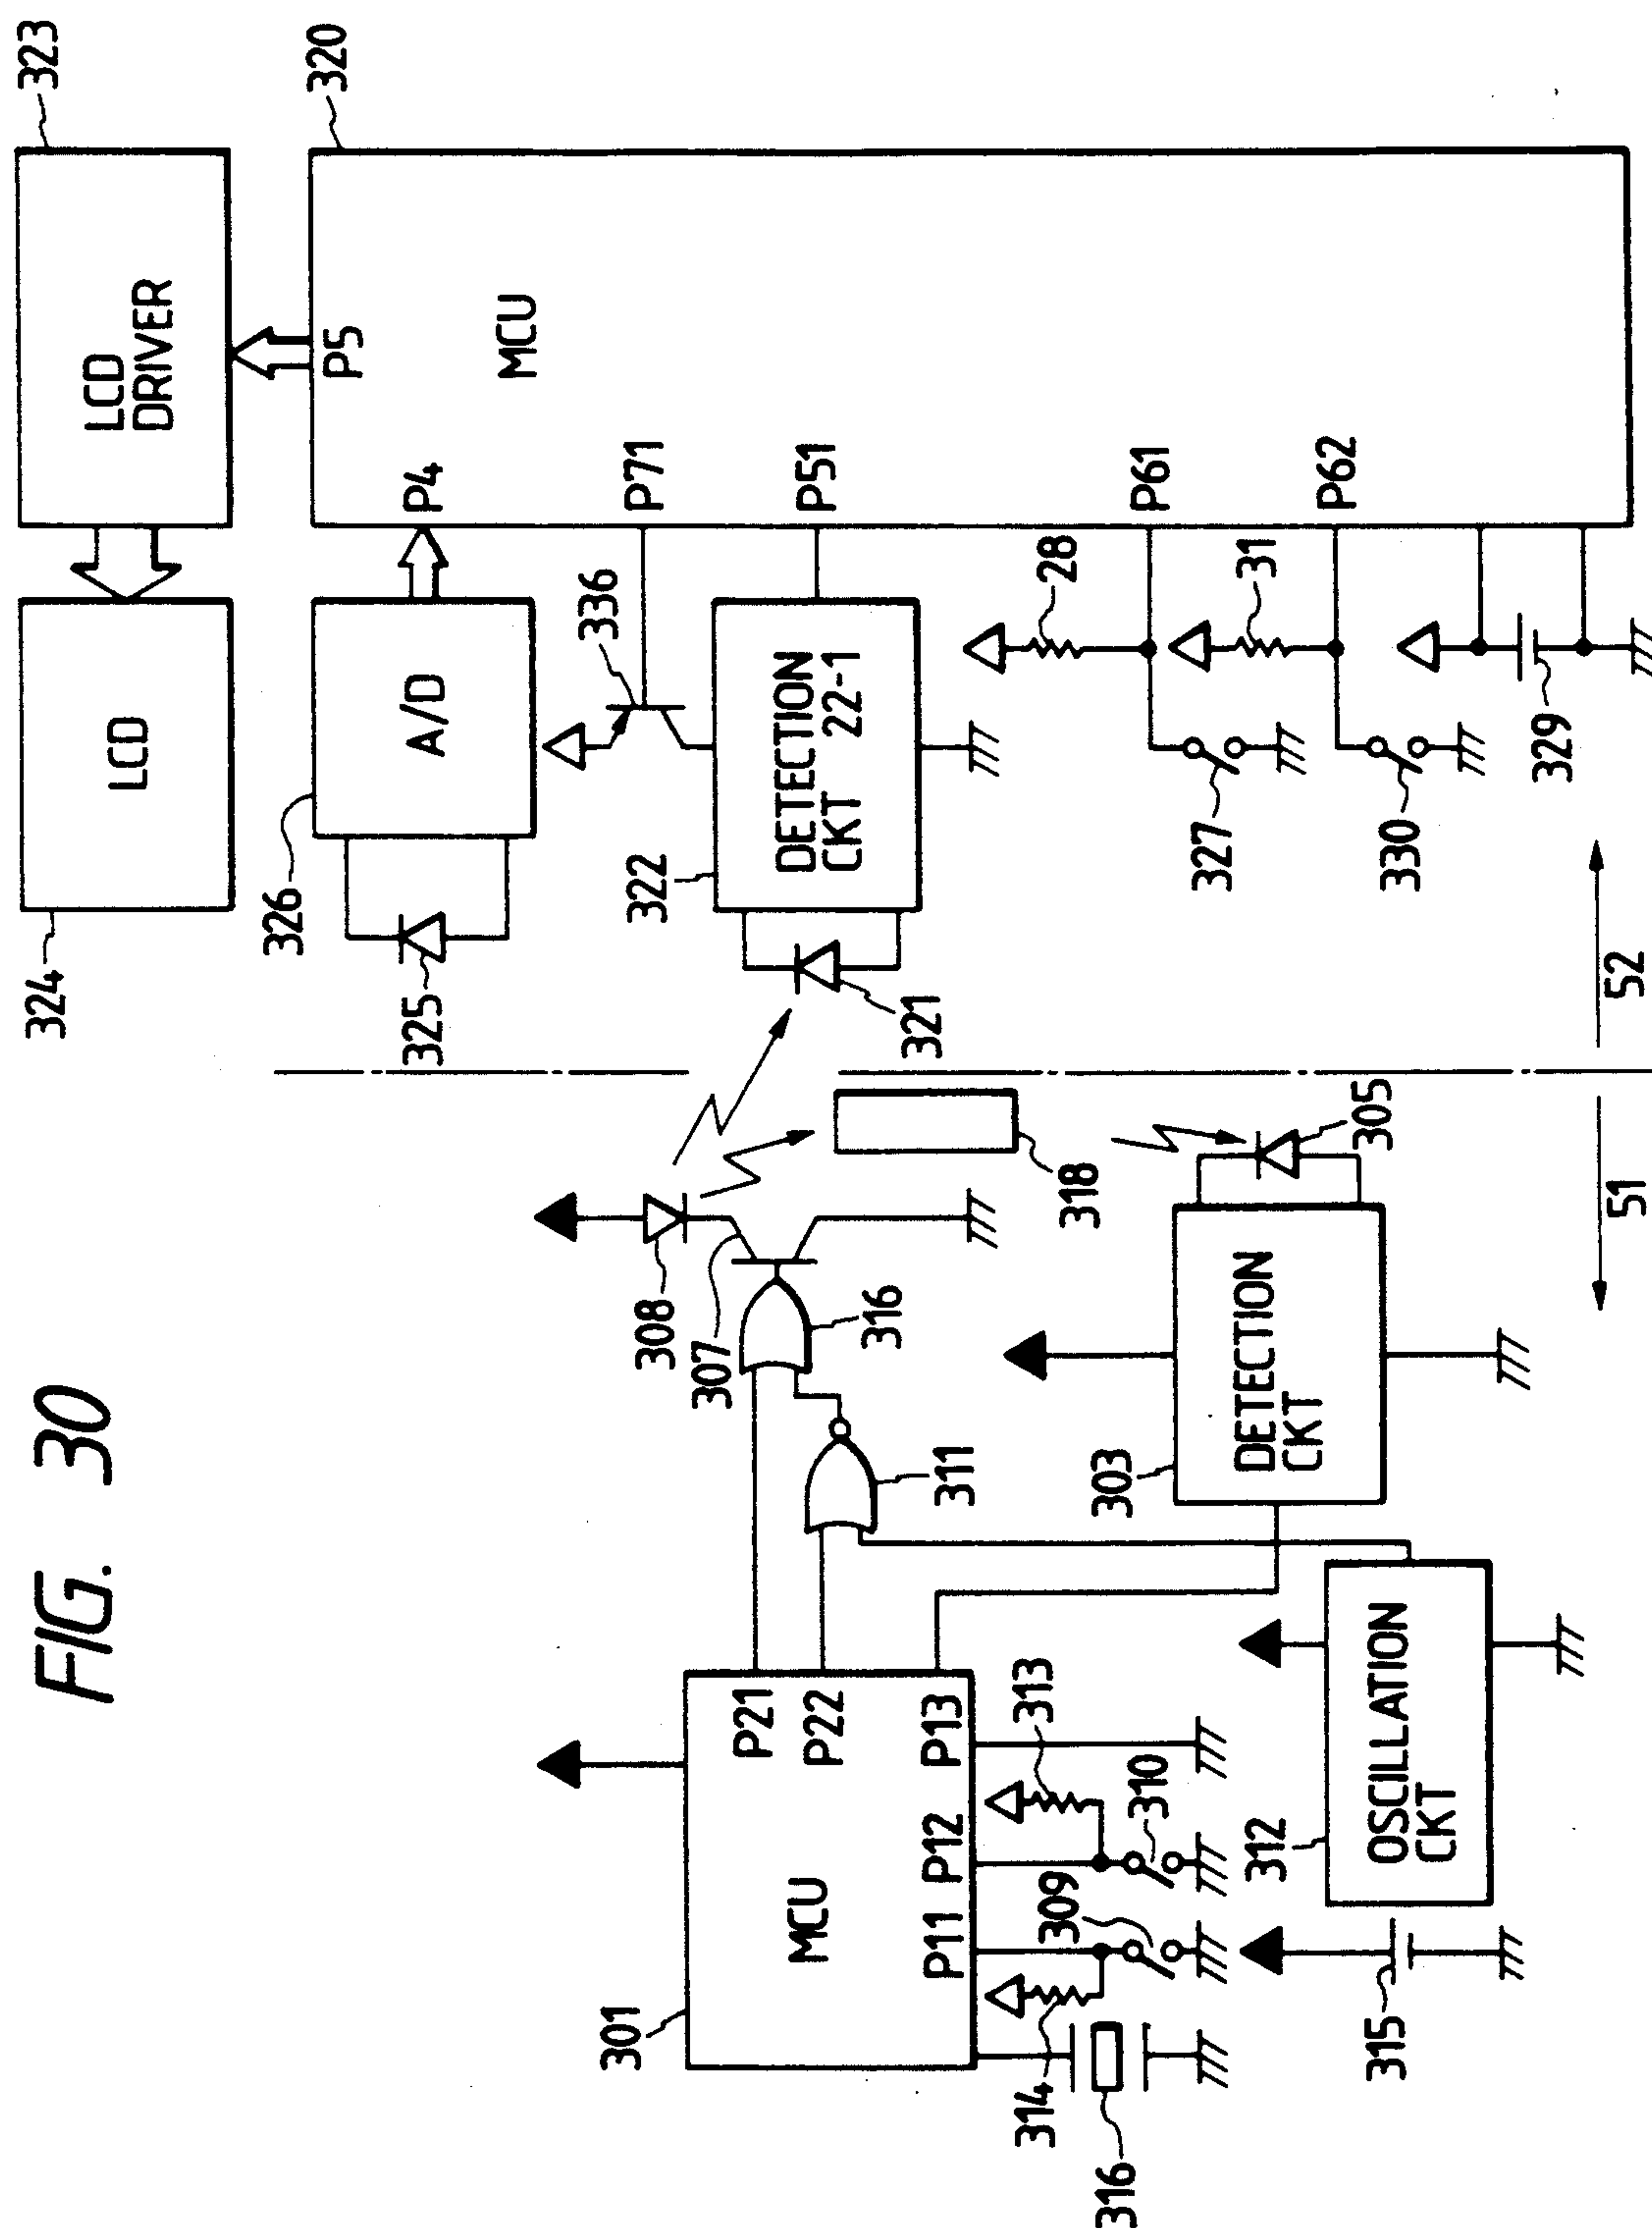 FIG. 30
323
LCD
DRIVER
LCD
324
320
P5
MCU
P4
P71
P51
P61
P62
326
A/D
325
336
322
DETECTION
CKT 22-1
321
28
31
327
330
329
52
51
308
307
316
318
305
311
303
DETECTION
CKT
301
MCU
P21
P22
P13
P12
P11
313
310
309
314
316
312
OSCILLATION
CKT
315